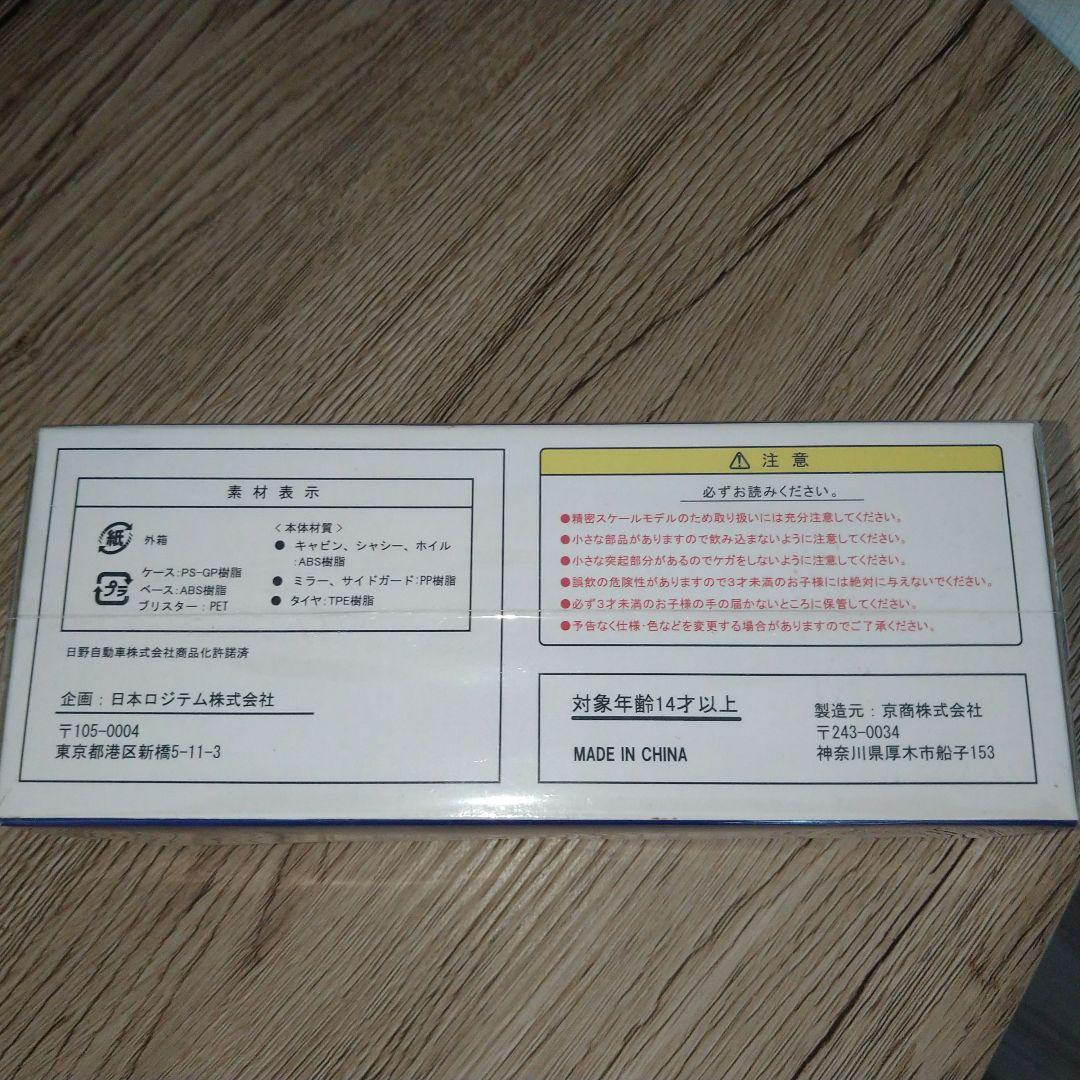 素材表示
紙
外箱
プラ
ケース:PS-GP樹脂
ベース:ABS樹脂
ブリスター:PET
<本体材質>
● キャビン、シャシー、ホイル
:ABS樹脂
● ミラー、サイドガード:PP樹脂
● タイヤ:TPE樹脂
日野自動車株式会社商品化許諾済
企画:日本ロジテム株式会社
〒105-0004
東京都港区新橋5-11-3
注意
必ずお読みください。
●精密スケールモデルのため取り扱いには充分注意してください。
●小さな部品がありますので飲み込まないように注意してください。
●小さな突起部分があるのでケガをしないように注意してください。
●誤飲の危険性がありますので3才未満のお子様には絶対に与えないでください。
●必ず3才未満のお子様の手の届かないところに保管してください。
●予告なく仕様・色などを変更する場合がありますのでご了承ください。
対象年齢14才以上
MADE IN CHINA
製造元:京商株式会社
〒243-0034
神奈川県厚木市船子153